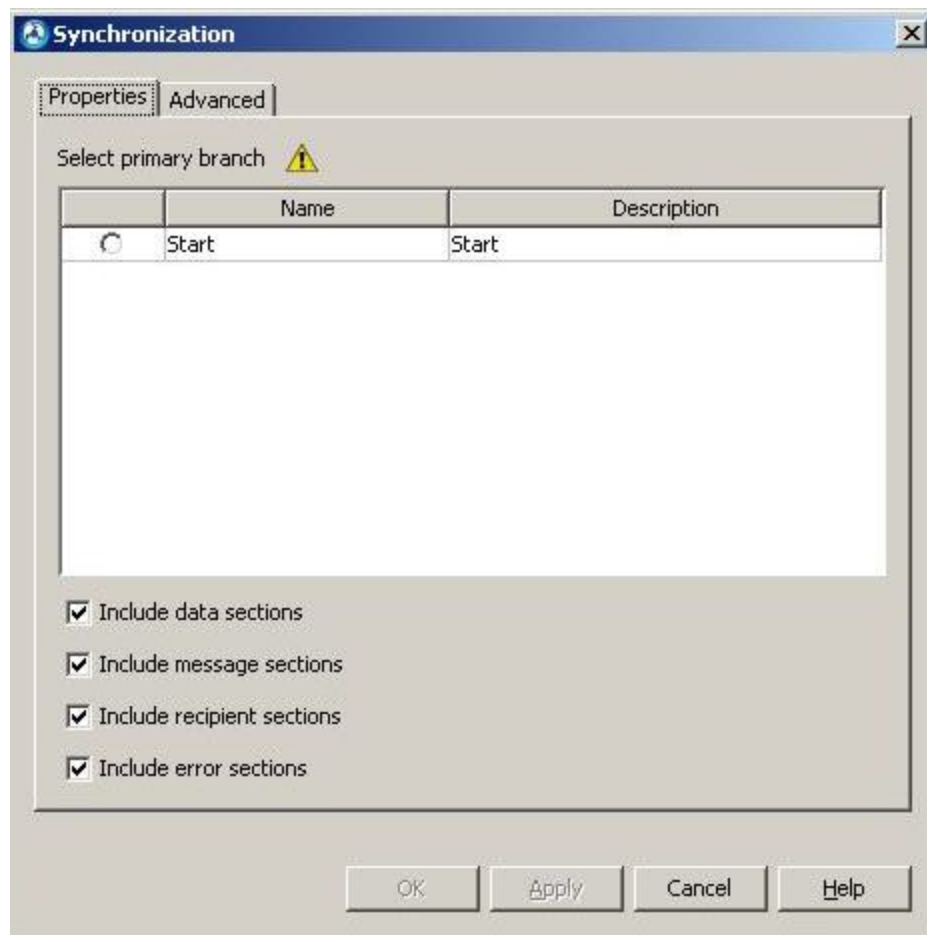 Synchronization
Properties Advanced
Select primary branch
Name Description
Start Start
Include data sections
Include message sections
Include recipient sections
Include error sections
OK Apply Cancel Help